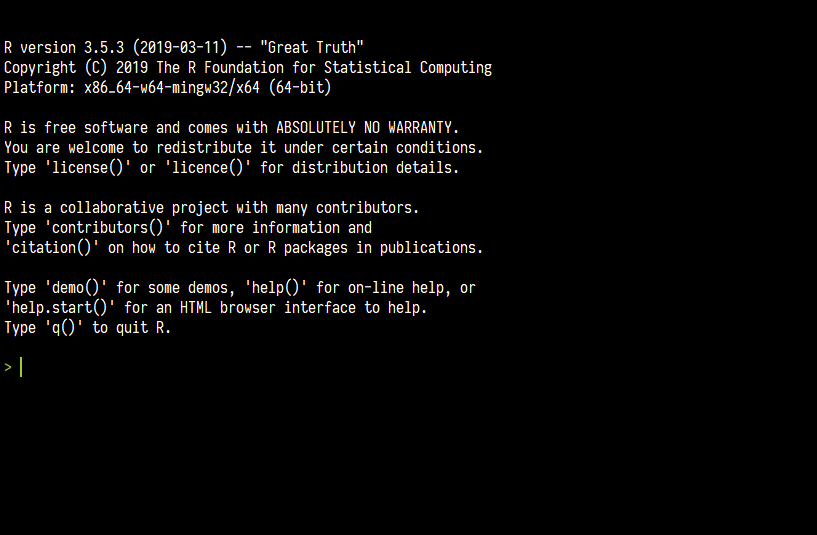 R version 3.5.3 (2019-03-11) -- "Great Truth"
Copyright (C) 2019 The R Foundation for Statistical Computing
Platform: x86_64-w64-mingw32/x64 (64-bit)
R is free software and comes with ABSOLUTELY NO WARRANTY.
You are welcome to redistribute it under certain conditions.
Type 'license()' or 'licence()' for distribution details.
R is a collaborative project with many contributors.
Type 'contributors()' for more information and
'citation()' on how to cite R or R packages in publications.
Type 'demo()' for some demos, 'help()' for on-line help, or
'help.start()' for an HTML browser interface to help.
Type 'q()' to quit R.
>